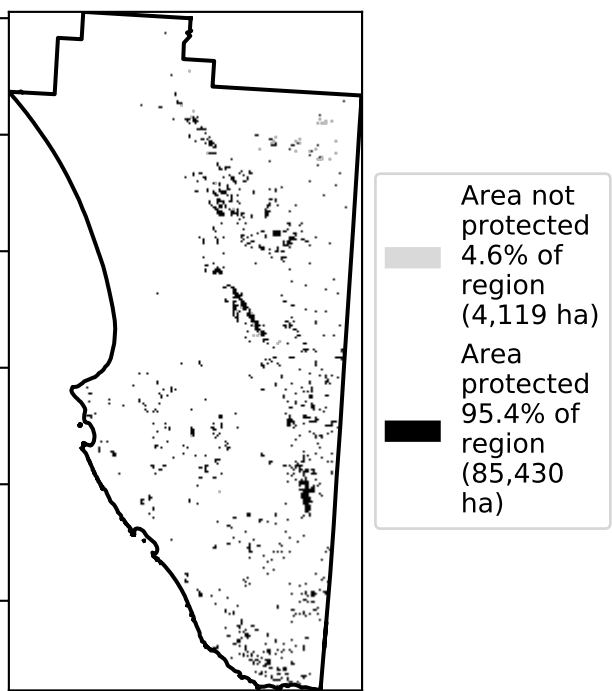 Area not
protected
4.6% of
region
(4,119 ha)
Area
protected
95.4% of
region
(85,430
ha)